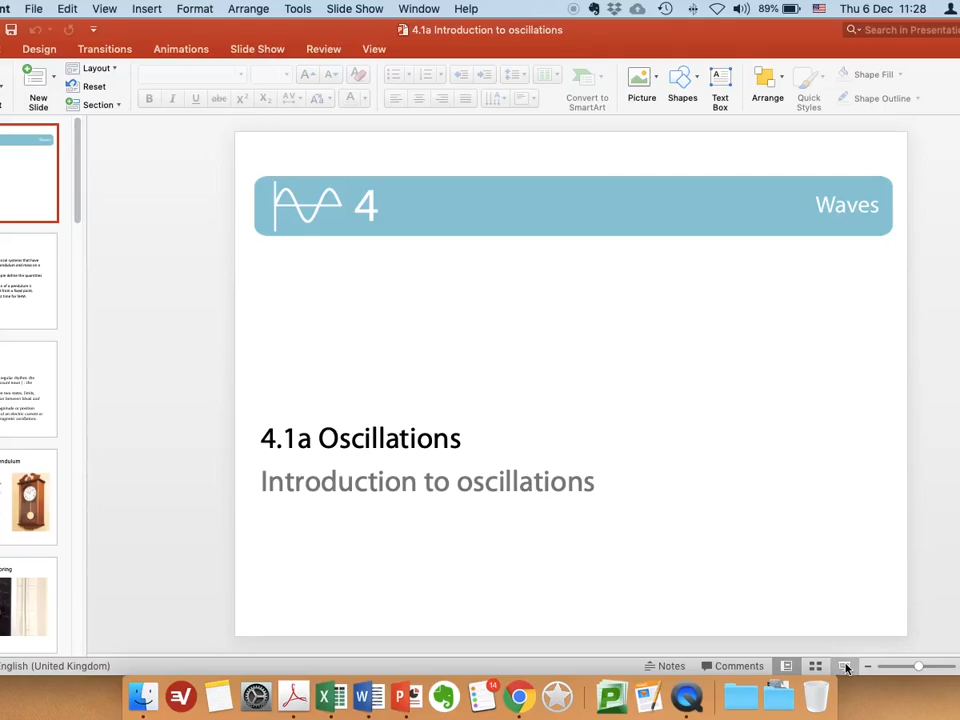 File Edit View Insert Format Arrange Tools Slide Show Window Help 89% Thu 6 Dec 11:28
4.1a Introduction to oscillations
Search in Presentatio
Design Transitions Animations Slide Show Review View
New Slide
Layout
Reset
Section
Convert to SmartArt
Picture
Shapes
Text Box
Arrange
Quick Styles
Shape Fill
Shape Outline
4 Waves
4.1a Oscillations
Introduction to oscillations
English (United Kingdom)
Notes Comments
14